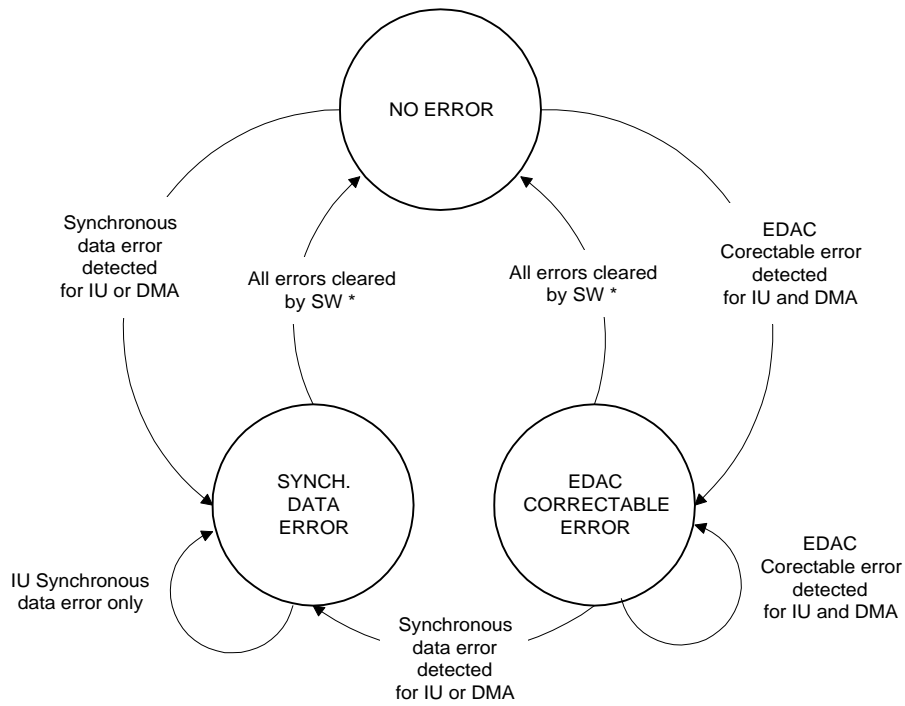 NO ERROR
Synchronous
data error
detected
for IU or DMA
All errors cleared
by SW *
All errors cleared
by SW *
EDAC
Corectable error
detected
for IU and DMA
SYNCH.
DATA
ERROR
EDAC
CORRECTABLE
ERROR
IU Synchronous
data error only
Synchronous
data error
detected
for IU or DMA
EDAC
Corectable error
detected
for IU and DMA